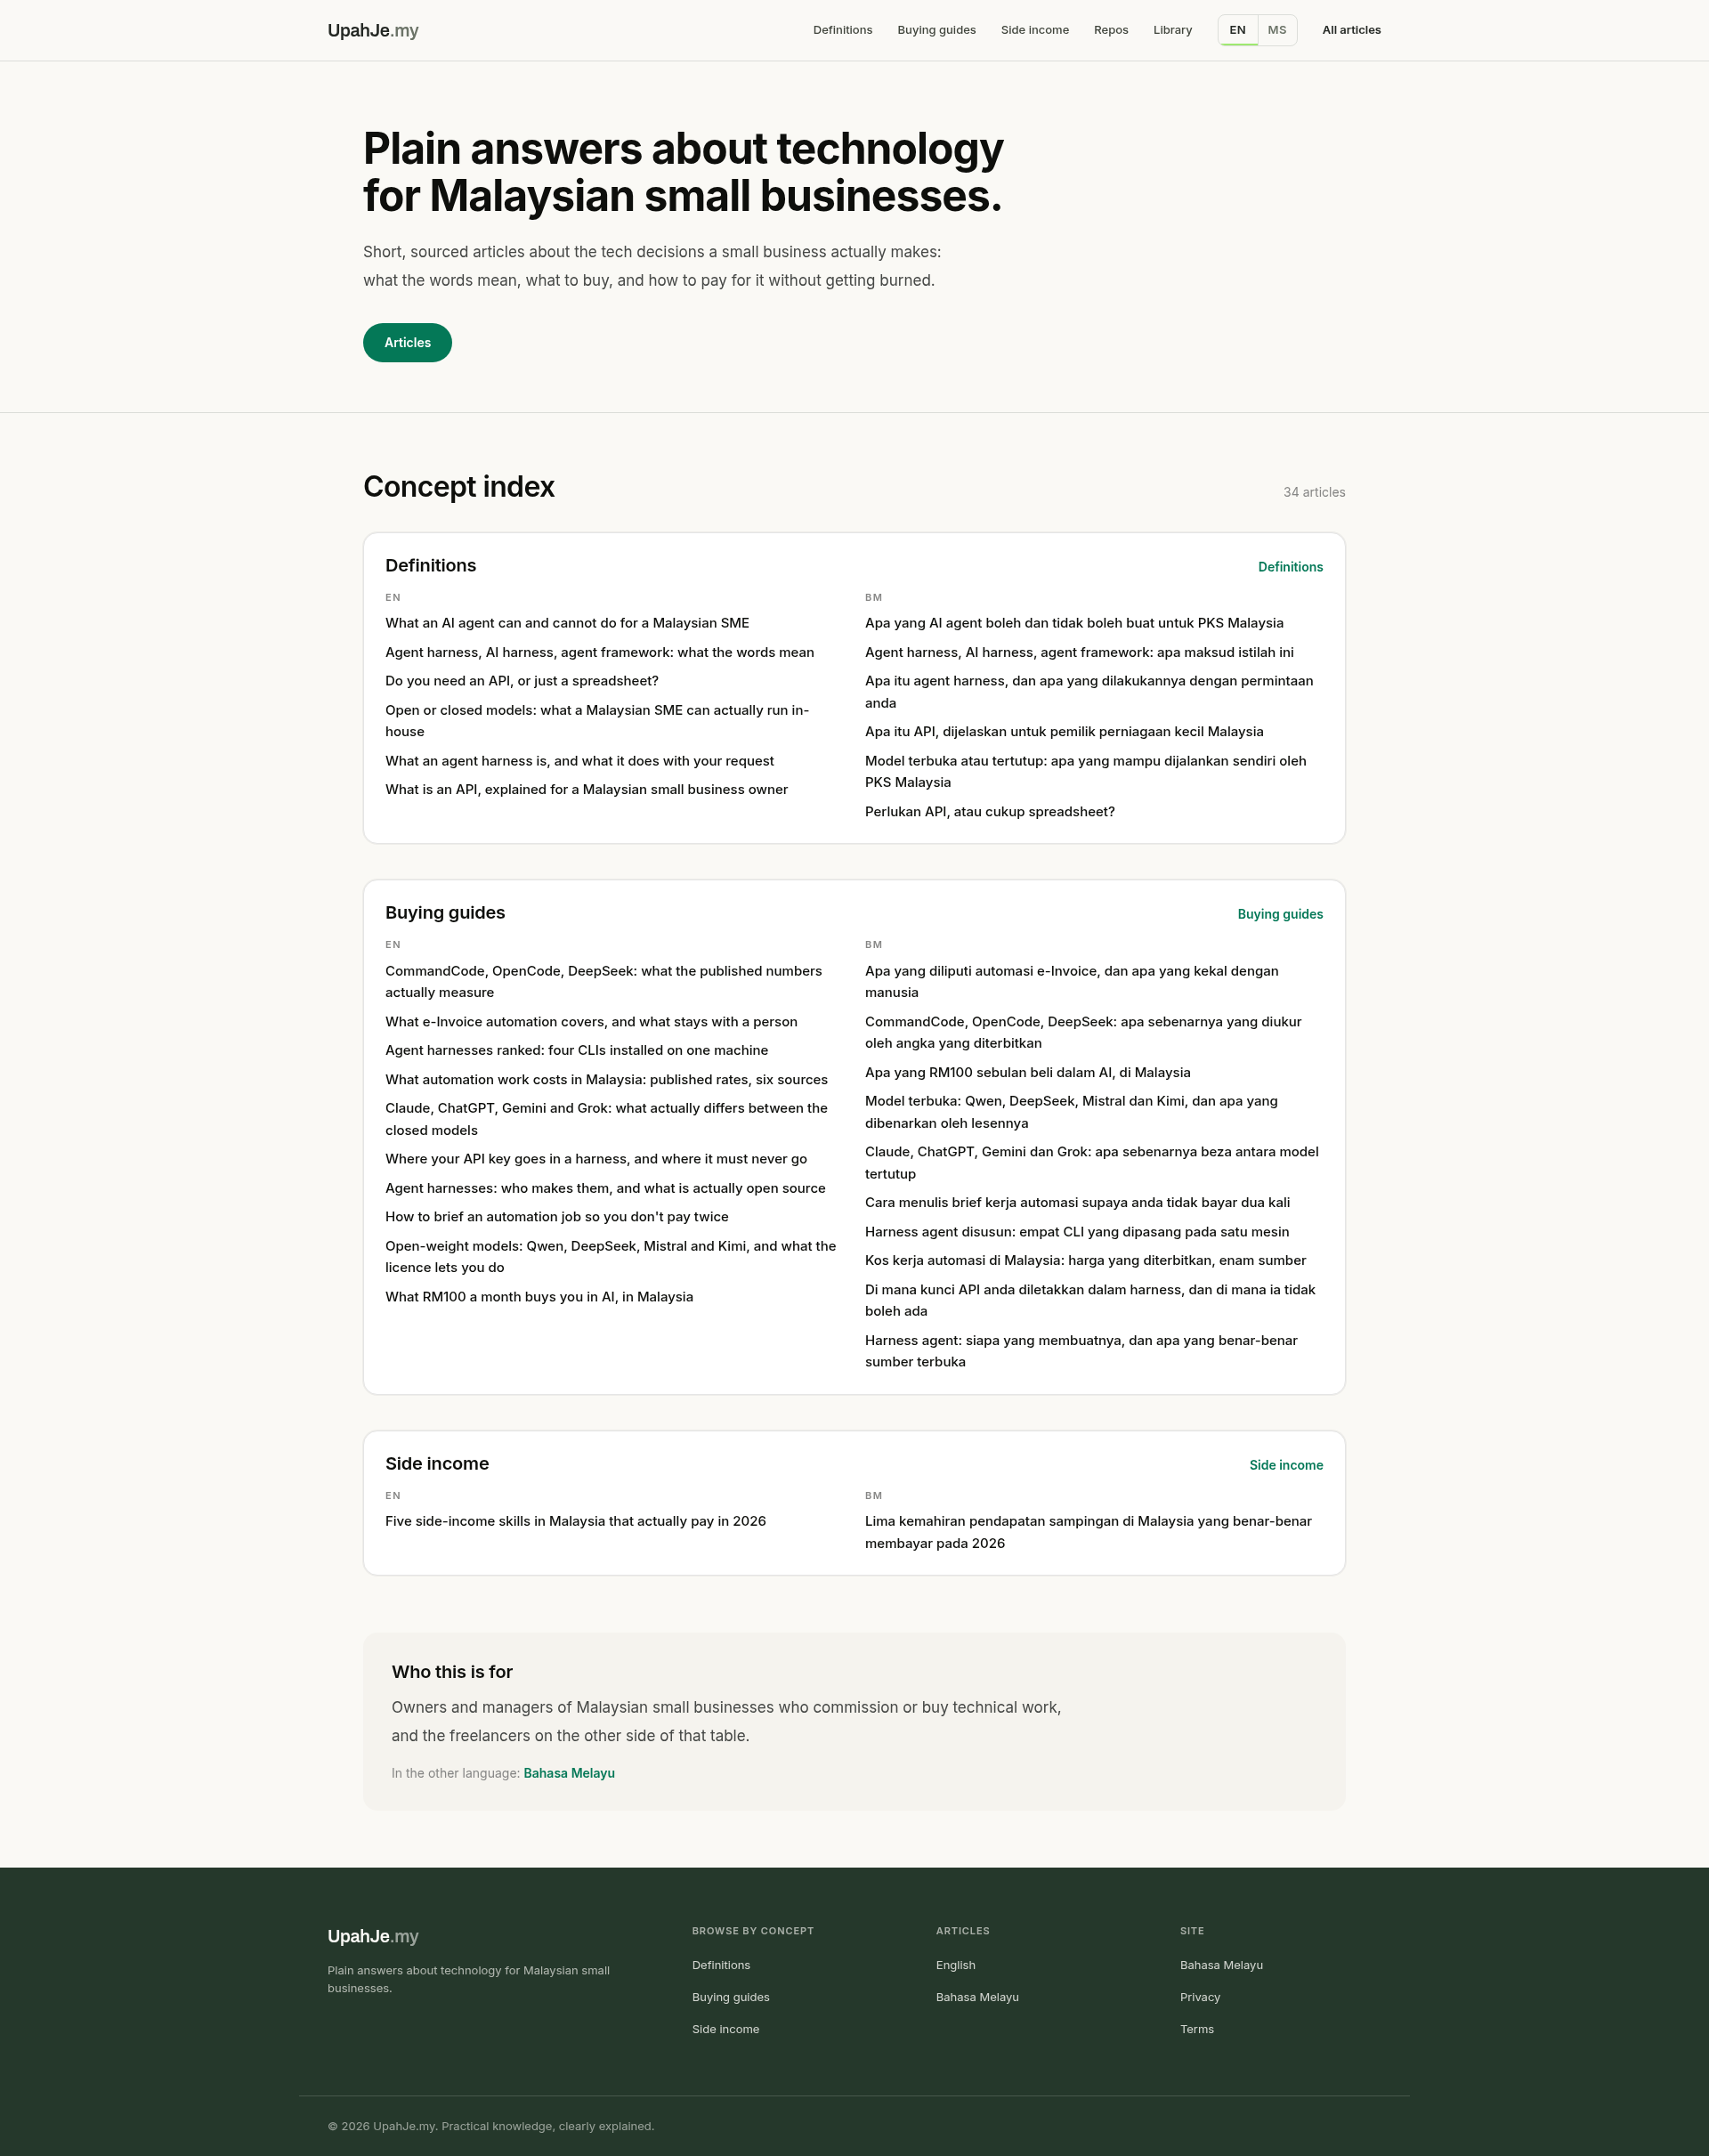 UpahJe.my
Definitions
Buying guides
Side income
Repos
Library
EN
MS
All articles
Plain answers about technology
for Malaysian small businesses.
Short, sourced articles about the tech decisions a small business actually makes:
what the words mean, what to buy, and how to pay for it without getting burned.
Articles
Concept index
34 articles
Definitions
Definitions
EN
What an AI agent can and cannot do for a Malaysian SME
Agent harness, AI harness, agent framework: what the words mean
Do you need an API, or just a spreadsheet?
Open or closed models: what a Malaysian SME can actually run in-
house
What an agent harness is, and what it does with your request
What is an API, explained for a Malaysian small business owner
BM
Apa yang AI agent boleh dan tidak boleh buat untuk PKS Malaysia
Agent harness, AI harness, agent framework: apa maksud istilah ini
Apa itu agent harness, dan apa yang dilakukannya dengan permintaan
anda
Apa itu API, dijelaskan untuk pemilik perniagaan kecil Malaysia
Model terbuka atau tertutup: apa yang mampu dijalankan sendiri oleh
PKS Malaysia
Perlukan API, atau cukup spreadsheet?
Buying guides
Buying guides
EN
CommandCode, OpenCode, DeepSeek: what the published numbers
actually measure
What e-Invoice automation covers, and what stays with a person
Agent harnesses ranked: four CLIs installed on one machine
What automation work costs in Malaysia: published rates, six sources
Claude, ChatGPT, Gemini and Grok: what actually differs between the
closed models
Where your API key goes in a harness, and where it must never go
Agent harnesses: who makes them, and what is actually open source
How to brief an automation job so you don't pay twice
Open-weight models: Qwen, DeepSeek, Mistral and Kimi, and what the
licence lets you do
What RM100 a month buys you in AI, in Malaysia
BM
Apa yang diliputi automasi e-Invoice, dan apa yang kekal dengan
manusia
CommandCode, OpenCode, DeepSeek: apa sebenarnya yang diukur
oleh angka yang diterbitkan
Apa yang RM100 sebulan beli dalam AI, di Malaysia
Model terbuka: Qwen, DeepSeek, Mistral dan Kimi, dan apa yang
dibenarkan oleh lesennya
Claude, ChatGPT, Gemini dan Grok: apa sebenarnya beza antara model
tertutup
Cara menulis brief kerja automasi supaya anda tidak bayar dua kali
Harness agent disusun: empat CLI yang dipasang pada satu mesin
Kos kerja automasi di Malaysia: harga yang diterbitkan, enam sumber
Di mana kunci API anda diletakkan dalam harness, dan di mana ia tidak
boleh ada
Harness agent: siapa yang membuatnya, dan apa yang benar-benar
sumber terbuka
Side income
Side income
EN
Five side-income skills in Malaysia that actually pay in 2026
BM
Lima kemahiran pendapatan sampingan di Malaysia yang benar-benar
membayar pada 2026
Who this is for
Owners and managers of Malaysian small businesses who commission or buy technical work,
and the freelancers on the other side of that table.
In the other language: Bahasa Melayu
UpahJe.my
Plain answers about technology for Malaysian small
businesses.
BROWSE BY CONCEPT
Definitions
Buying guides
Side income
ARTICLES
English
Bahasa Melayu
SITE
Bahasa Melayu
Privacy
Terms
© 2026 UpahJe.my. Practical knowledge, clearly explained.